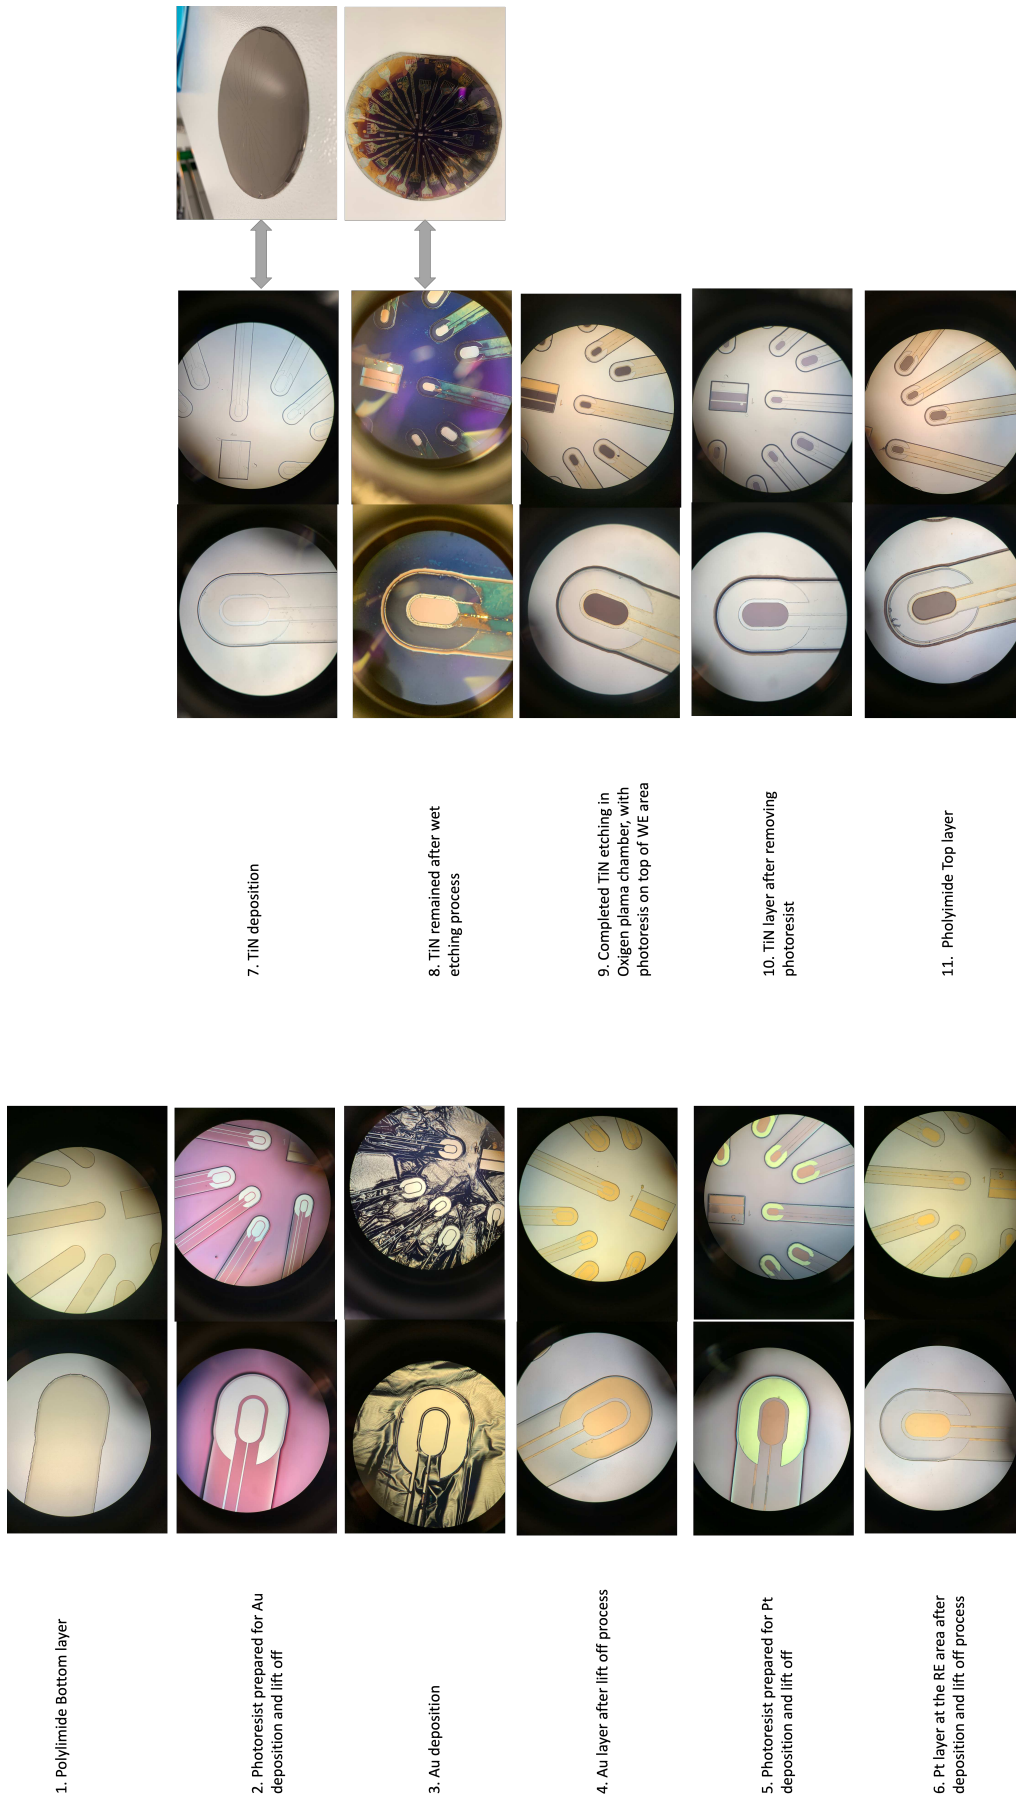 1. Polylimide Bottom layer
2. Photoresist prepared for Au
deposition and lift off
3. Au deposition
4. Au layer after lift off process
5. Photoresist prepared for Pt
deposition and lift off
6. Pt layer at the RE area after
deposition and lift off process
7. TiN deposition
8. TiN remained after wet
etching process
9. Completed TiN etching in
Oxigen plama chamber, with
photoresis on top of WE area
10. TiN layer after removing
photoresist
11. Pholyimide Top layer